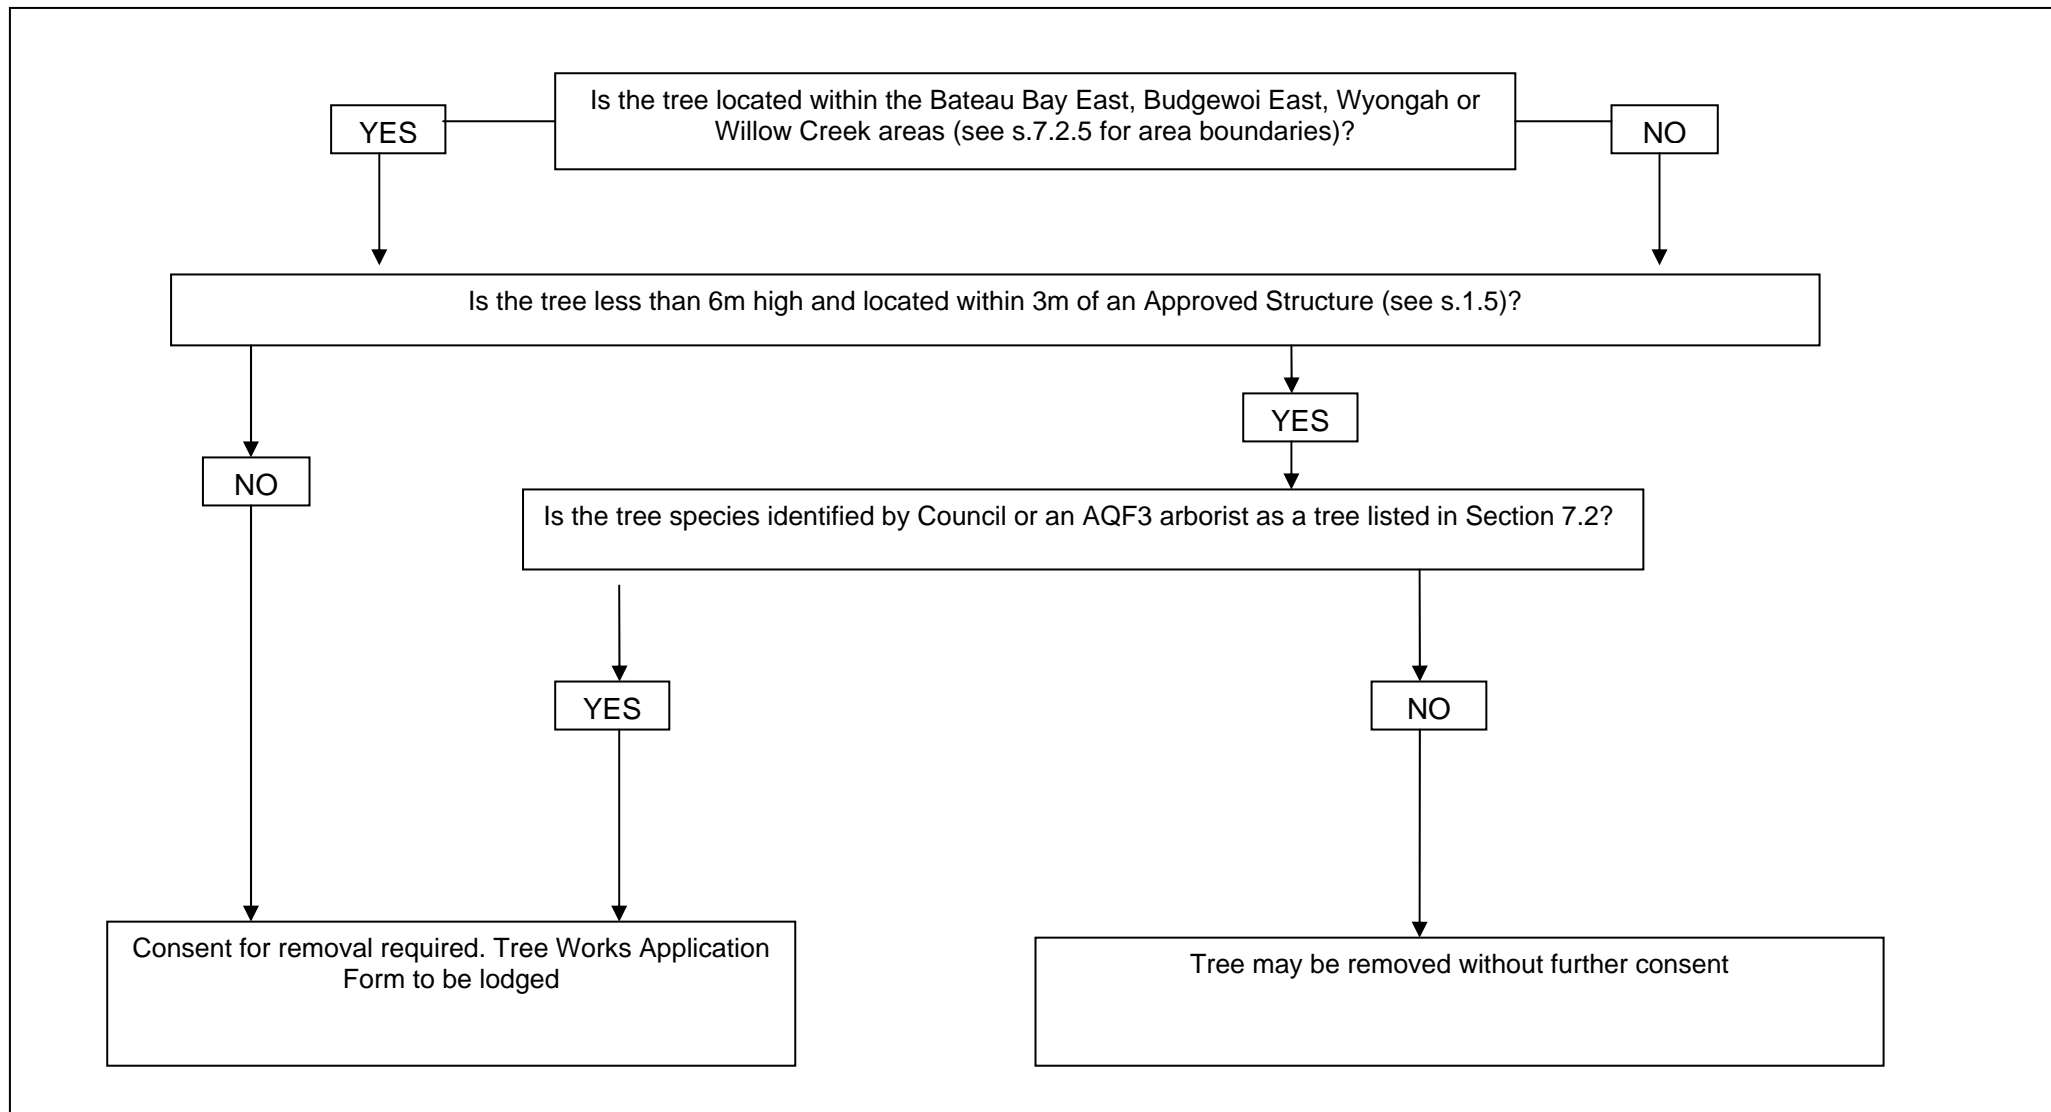 Is the tree located within the Bateau Bay East, Budgewoi East, Wyongah or
Willow Creek areas (see s.7.2.5 for area boundaries)?
YES
NO
Is the tree less than 6m high and located within 3m of an Approved Structure (see s.1.5)?
YES
NO
Is the tree species identified by Council or an AQF3 arborist as a tree listed in Section 7.2?
YES
NO
Consent for removal required. Tree Works Application
Form to be lodged
Tree may be removed without further consent